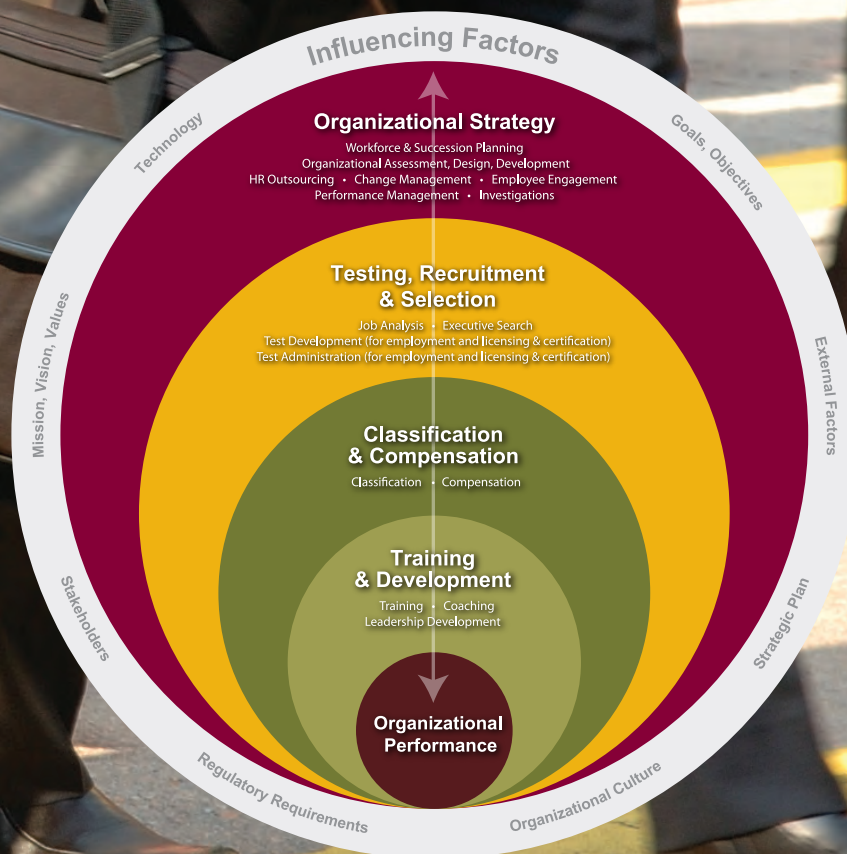 Influencing Factors
Technology
Goals, Objectives
Mission, Vision, Values
External Factors
Stakeholders
Strategic Plan
Regulatory Requirements
Organizational Culture
Organizational Strategy
Workforce & Succession Planning
Organizational Assessment, Design, Development
HR Outsourcing • Change Management • Employee Engagement
Performance Management • Investigations
Testing, Recruitment
& Selection
Job Analysis • Executive Search
Test Development (for employment and licensing & certification)
Test Administration (for employment and licensing & certification)
Classification
& Compensation
Classification • Compensation
Training
& Development
Training • Coaching
Leadership Development
Organizational
Performance